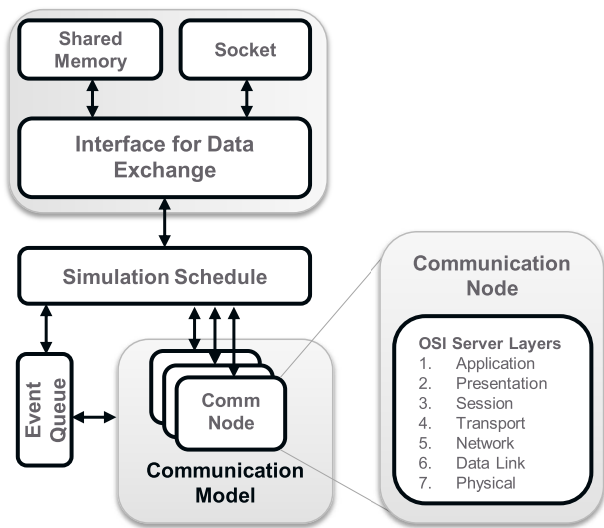 Shared
Memory
Socket
Interface for Data
Exchange
Simulation Schedule
Event
Queue
Comm
Node
Communication
Model
Communication
Node
OSI Server Layers
1. Application
2. Presentation
3. Session
4. Transport
5. Network
6. Data Link
7. Physical